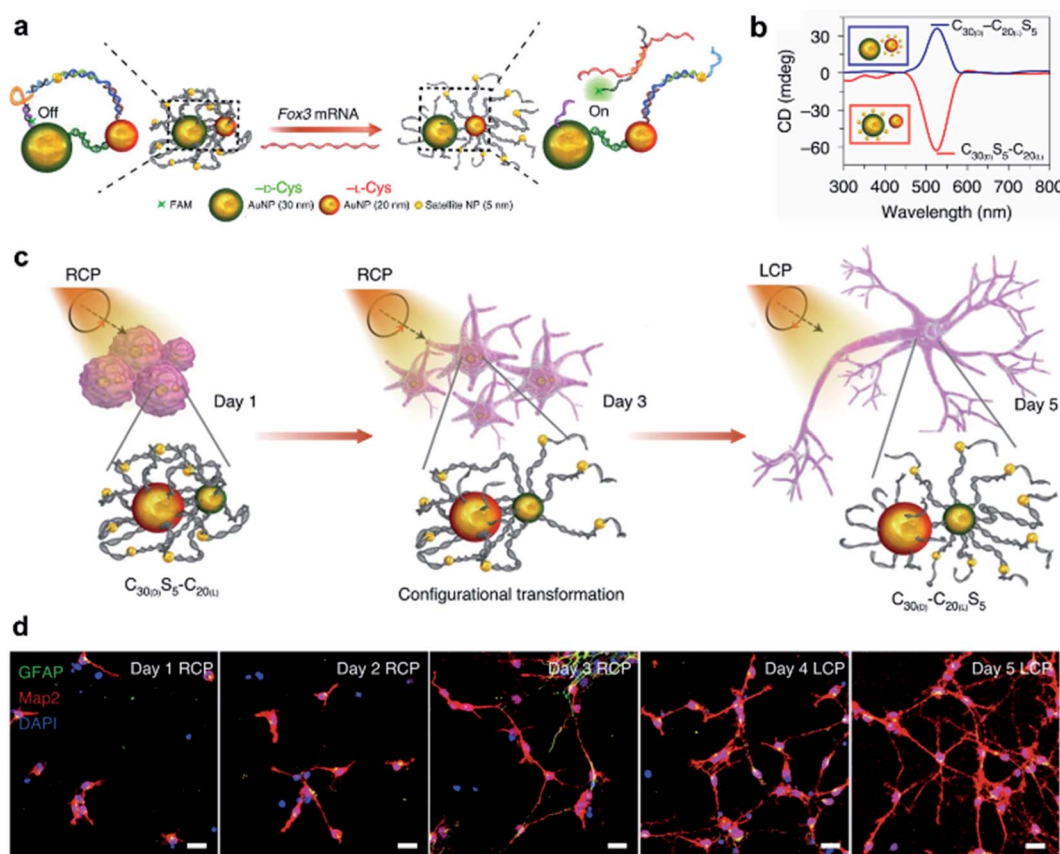 a
Off
Fox3 mRNA
On
–D-Cys
–L-Cys
FAM
AuNP (30 nm)
AuNP (20 nm)
Satellite NP (5 nm)
b
CD (mdeg)
30
0
–30
–60
C30(D)–C20(L)S5
C30(D)S5-C20(L)
300 400 500 600 700 800
Wavelength (nm)
c
RCP
Day 1
C30(D)S5-C20(L)
RCP
Day 3
Configurational transformation
LCP
Day 5
C30(D)-C20(L)S5
d
GFAP
Map2
DAPI
Day 1 RCP
Day 2 RCP
Day 3 RCP
Day 4 LCP
Day 5 LCP